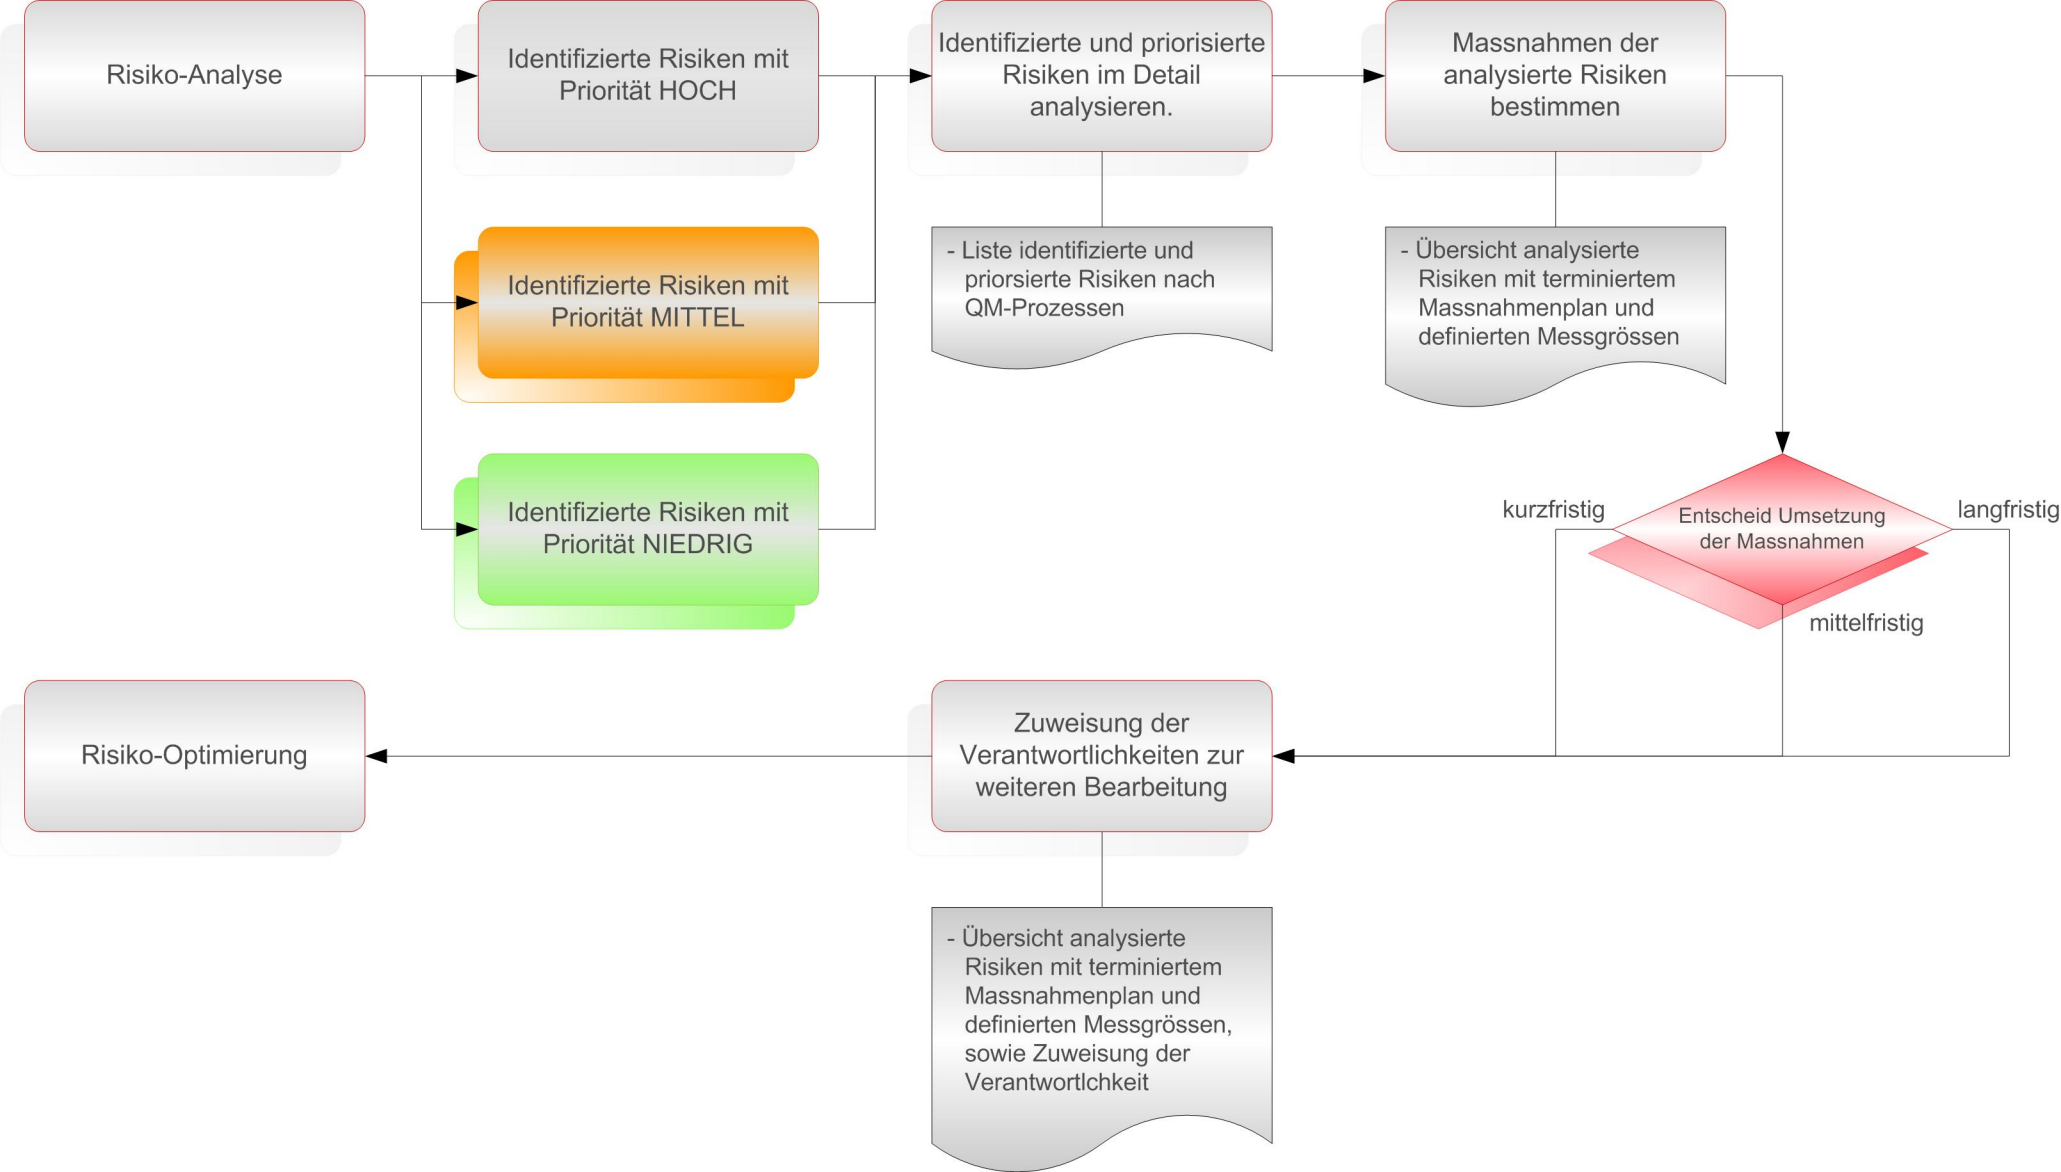 Risiko-Analyse
Identifizierte Risiken mit
Priorität HOCH
Identifizierte und priorisierte
Risiken im Detail
analysieren.
Massnahmen der
analysierte Risiken
bestimmen
Identifizierte Risiken mit
Priorität MITTEL
- Liste identifizierte und
priorsierte Risiken nach
QM-Prozessen
- Übersicht analysierte
Risiken mit terminiertem
Massnahmenplan und
definierten Messgrössen
Identifizierte Risiken mit
Priorität NIEDRIG
kurzfristig
Entscheid Umsetzung
der Massnahmen
langfristig
mittelfristig
Risiko-Optimierung
Zuweisung der
Verantwortlichkeiten zur
weiteren Bearbeitung
- Übersicht analysierte
Risiken mit terminiertem
Massnahmenplan und
definierten Messgrössen,
sowie Zuweisung der
Verantwortlchkeit